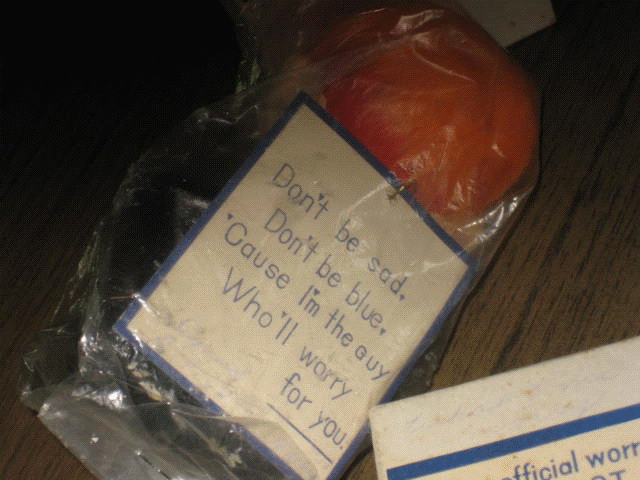 Don't be sad.
Don't be blue.
'Cause I'm the guy
Who'll worry
for you.
official worr